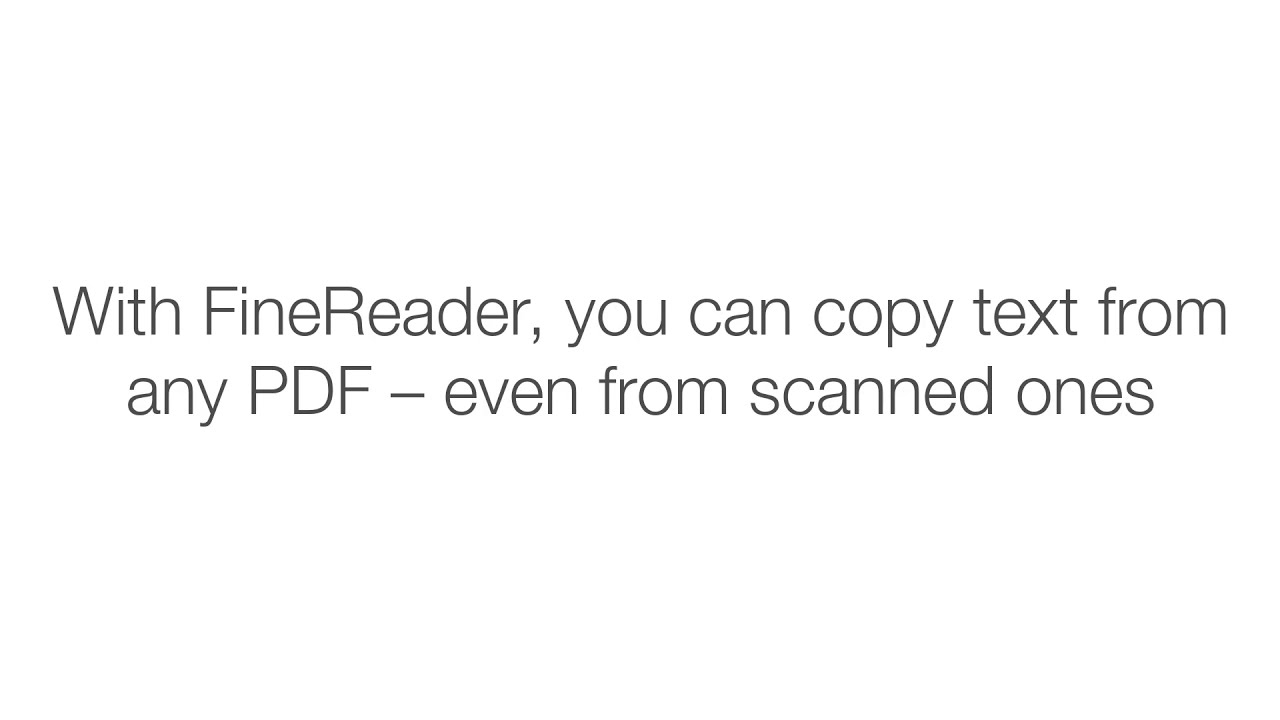 With FineReader, you can copy text from
any PDF – even from scanned ones